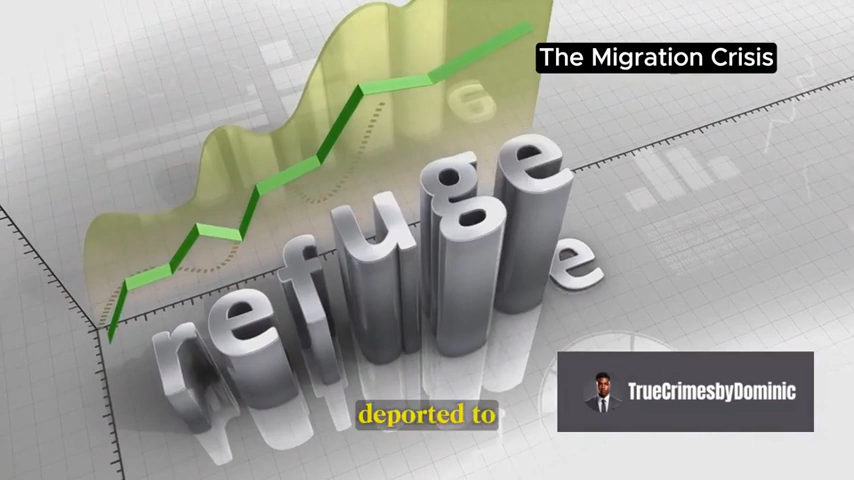 The Migration Crisis
refugee
TrueCrimesbyDominic
deported to